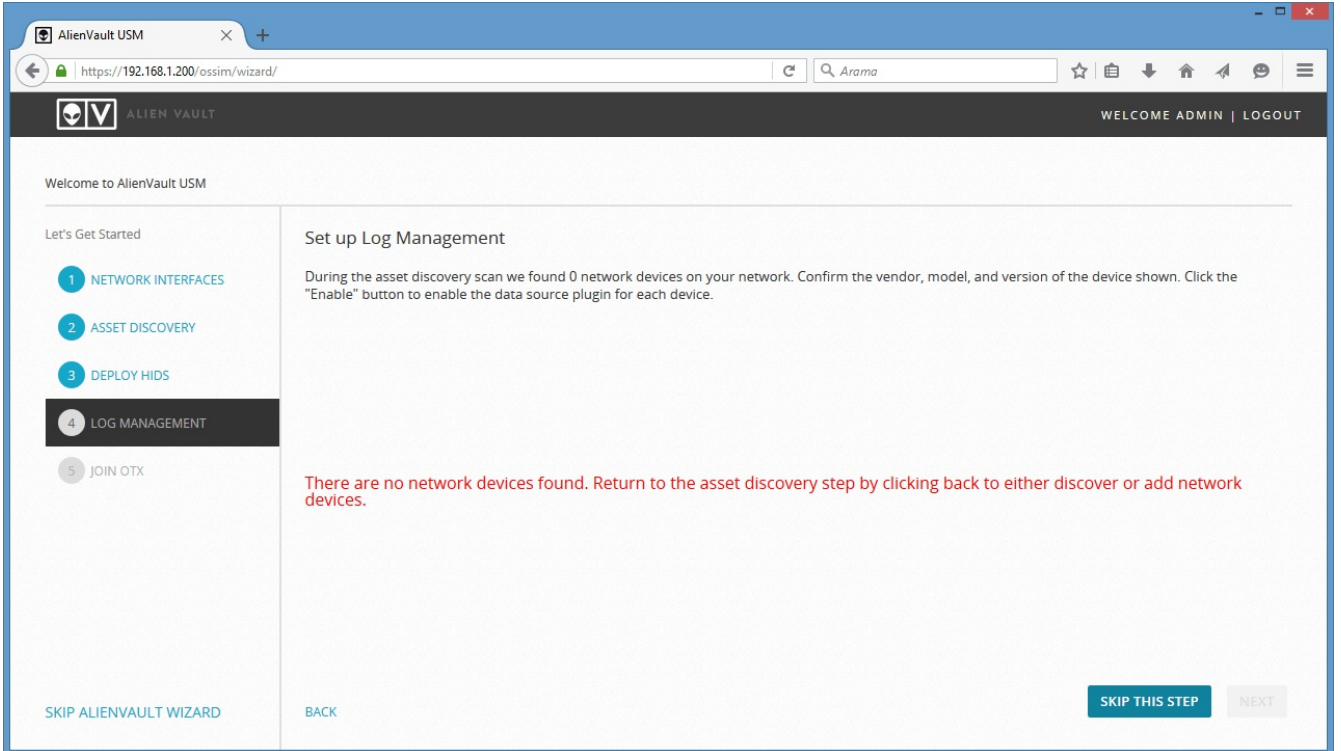 AlienVault USM
https://192.168.1.200/ossim/wizard/
Arama
V ALIEN VAULT
WELCOME ADMIN | LOGOUT
Welcome to AlienVault USM
Let's Get Started
1 NETWORK INTERFACES
2 ASSET DISCOVERY
3 DEPLOY HIDS
4 LOG MANAGEMENT
5 JOIN OTX
SKIP ALIENVAULT WIZARD
Set up Log Management
During the asset discovery scan we found 0 network devices on your network. Confirm the vendor, model, and version of the device shown. Click the
"Enable" button to enable the data source plugin for each device.
There are no network devices found. Return to the asset discovery step by clicking back to either discover or add network
devices.
BACK
SKIP THIS STEP
NEXT